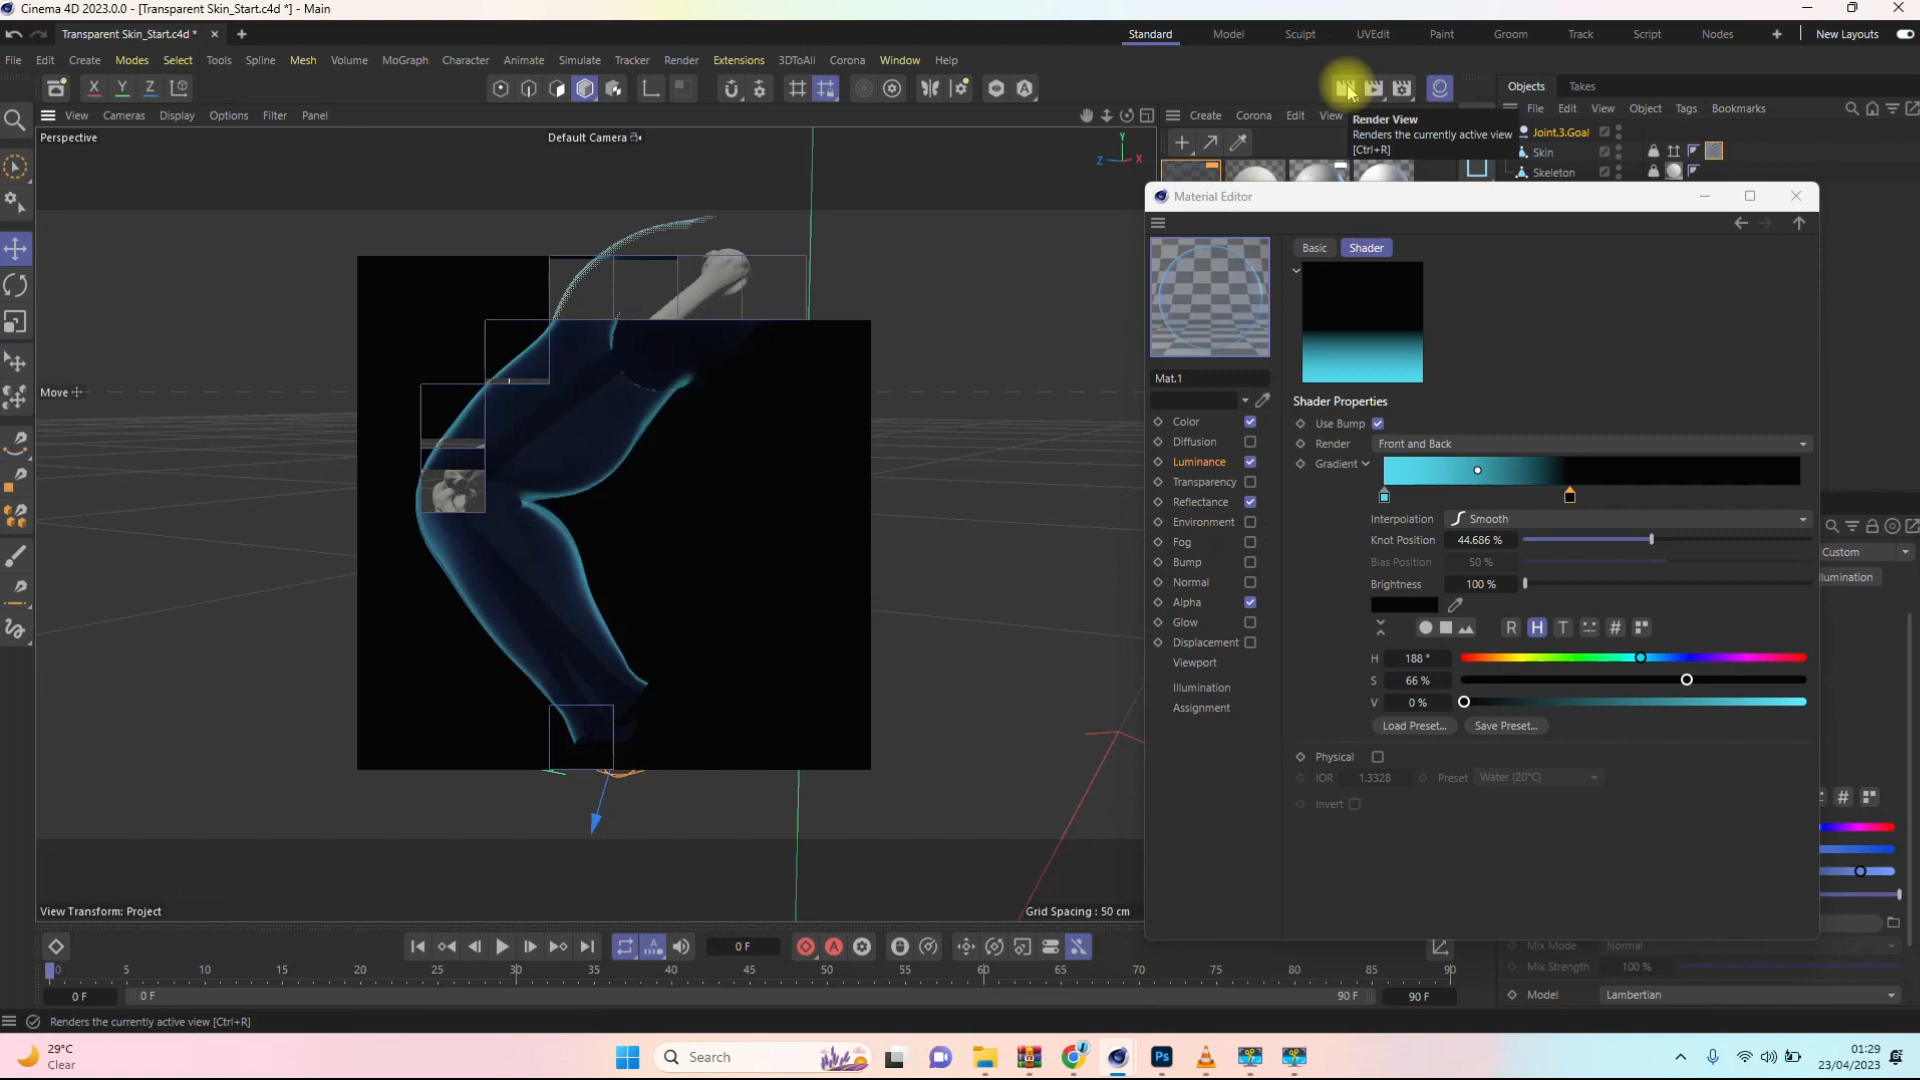 Cinema 4D 2023.0.0 - [Transparent Skin_Start.c4d *] - Main
Transparent Skin_Start.c4d *
Standard Model Sculpt UVEdit Paint Groom Track Script Nodes New Layouts
File Edit Create Modes Select Tools Spline Mesh Volume MoGraph Character Animate Simulate Tracker Render Extensions 3DToAll Corona Window Help
X Y Z
Objects Takes
View Cameras Display Options Filter Panel
Create Corona Edit View
File Edit View Object Tags Bookmarks
Perspective
Default Camera
Y
Z X
Render View
Renders the currently active view
[Ctrl+R]
Joint.3.Goal
Skin
Skeleton
Material Editor
Basic Shader
Move
Mat.1
Shader Properties
Color
Diffusion
Luminance
Transparency
Reflectance
Environment
Fog
Bump
Normal
Alpha
Glow
Displacement
Viewport
Illumination
Assignment
Use Bump
Render Front and Back
Gradient
Interpolation Smooth
Knot Position 44.686 %
Bias Position 50 %
Brightness 100 %
R H T #
H 188 °
S 66 %
V 0 %
Load Preset... Save Preset...
Physical
IOR 1.3328 Preset Water (20°C)
Invert
Custom
lumination
#
View Transform: Project
Grid Spacing : 50 cm
0 F
0 5 10 15 20 25 30 35 40 45 50 55 60 65 70 75 80 85 90
0 F 0 F 90 F 90 F
Mix Mode Normal
Mix Strength 100 %
Model Lambertian
Renders the currently active view [Ctrl+R]
29°C
Clear
Search
Ps
01:29
23/04/2023